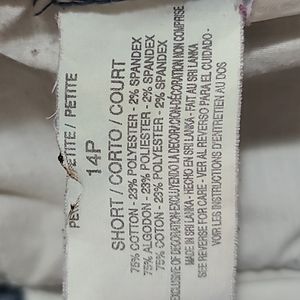 PETITE / PETITE
14P
SHORT / CORTO / COURT
75% COTTON - 23% POLYESTER - 2% SPANDEX
75% ALGODON - 23% POLIESTER - 2% SPANDEX
75% COTON - 23% POLYESTER - 2% SPANDEX
EXCLUSIVE OF DECORATION-EXCLUYENDO LA DECORACION-DÉCORATION NON COMPRISE
MADE IN SRI LANKA - HECHO EN SRI LANKA - FAIT AU SRI LANKA
SEE REVERSE FOR CARE - VER AL REVERSO PARA EL CUIDADO -
VOIR LES INSTRUCTIONS D'ENTRETIEN AU DOS